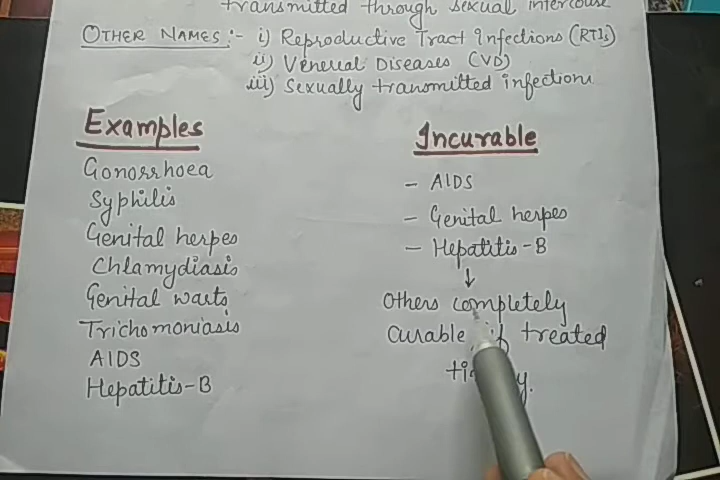 transmitted through sexual intercouse
OTHER NAMES :- i) Reproductive Tract Infections (RTIs)
ii) Venereal Diseases (VD)
iii) Sexually transmitted infections
Examples
Gonorrhoea
Syphilis
Genital herpes
Chlamydiasis
Genital warts
Trichomoniasis
AIDS
Hepatitis-B
Incurable
- AIDS
- Genital herpes
- Hepatitis-B
↓
Others completely
curable if treated